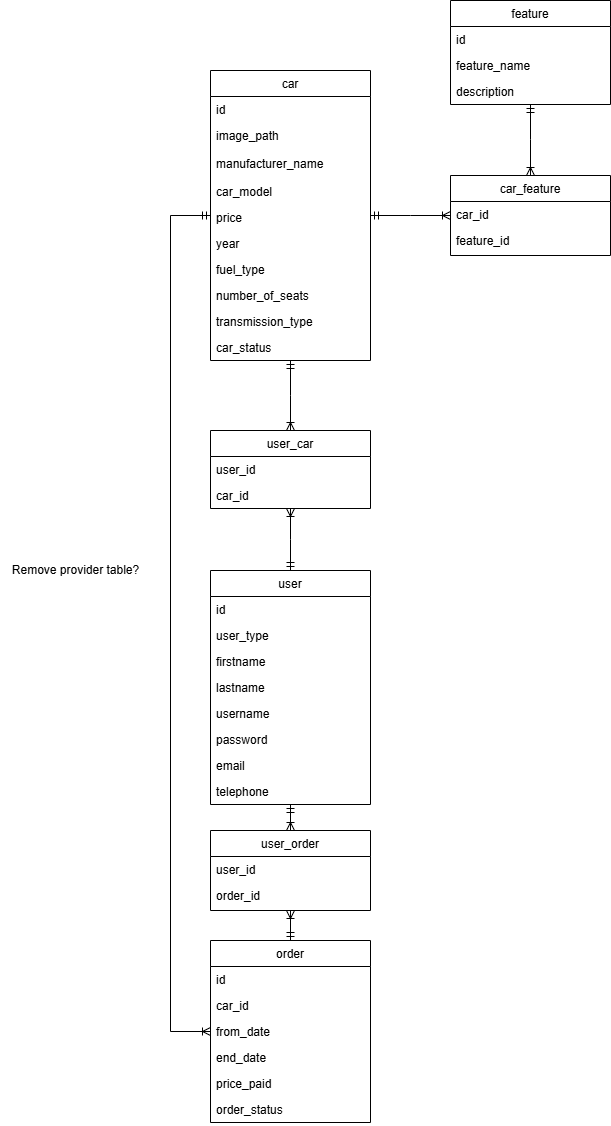 feature
id
feature_name
description
car
id
image_path
manufacturer_name
car_model
price
year
fuel_type
number_of_seats
transmission_type
car_status
car_feature
car_id
feature_id
user_car
user_id
car_id
Remove provider table?
user
id
user_type
firstname
lastname
username
password
email
telephone
user_order
user_id
order_id
order
id
car_id
from_date
end_date
price_paid
order_status